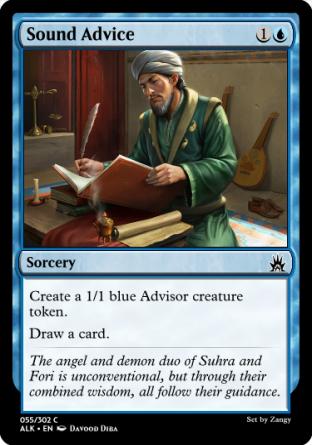 Sound Advice 1
Sorcery
Create a 1/1 blue Advisor creature
token.
Draw a card.
The angel and demon duo of Suhra and
Fori is unconventional, but through their
combined wisdom, all follow their guidance.
055/302 C
ALK • EN Davood Diba
Set by Zangy